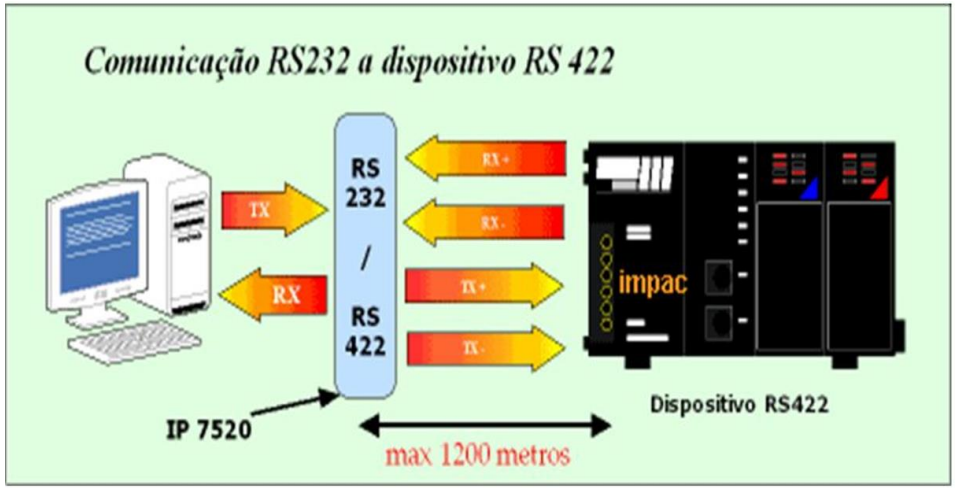 Comunicação RS232 a dispositivo RS 422
RS
232
/
RS
422
TX
RX
RX+
RX-
TX+
TX-
impac
IP 7520
Dispositivo RS422
max 1200 metros